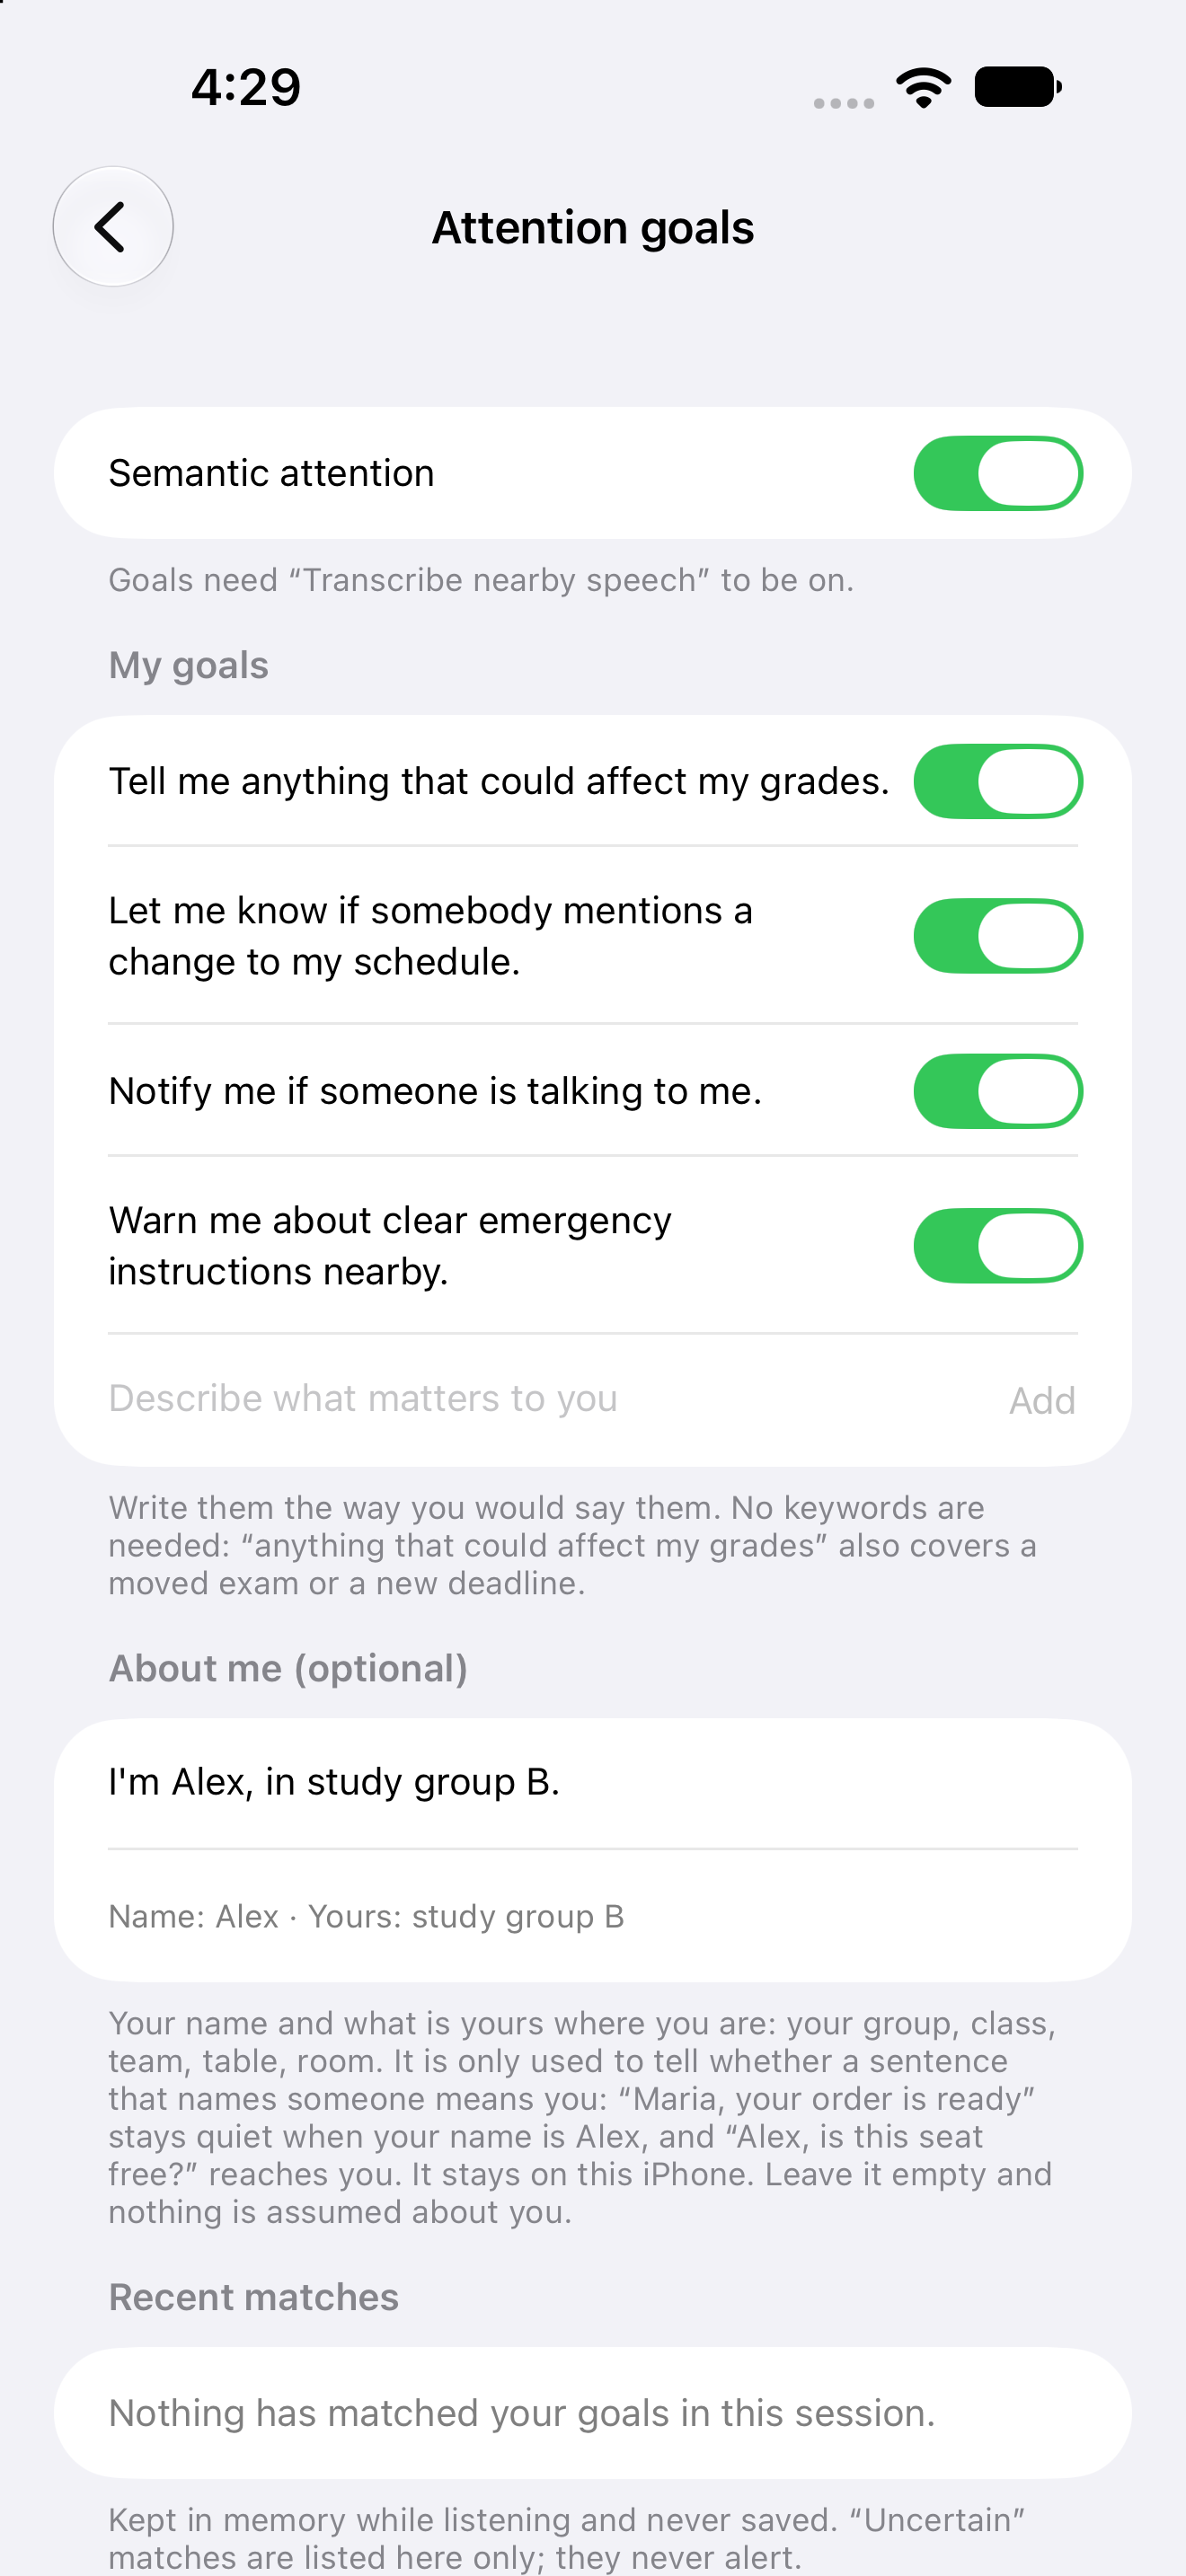 4:29
Attention goals
Semantic attention
Goals need “Transcribe nearby speech” to be on.
My goals
Tell me anything that could affect my grades.
Let me know if somebody mentions a
change to my schedule.
Notify me if someone is talking to me.
Warn me about clear emergency
instructions nearby.
Describe what matters to you
Add
Write them the way you would say them. No keywords are
needed: “anything that could affect my grades” also covers a
moved exam or a new deadline.
About me (optional)
I'm Alex, in study group B.
Name: Alex · Yours: study group B
Your name and what is yours where you are: your group, class,
team, table, room. It is only used to tell whether a sentence
that names someone means you: “Maria, your order is ready”
stays quiet when your name is Alex, and “Alex, is this seat
free?” reaches you. It stays on this iPhone. Leave it empty and
nothing is assumed about you.
Recent matches
Nothing has matched your goals in this session.
Kept in memory while listening and never saved. “Uncertain”
matches are listed here only; they never alert.